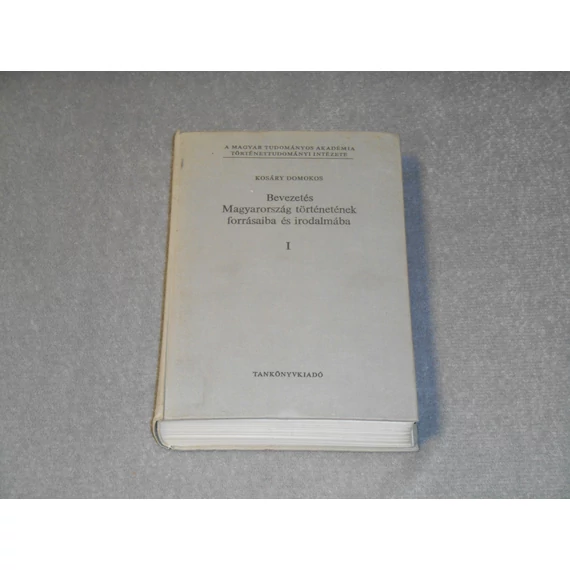 A MAGYAR TUDOMÁNYOS AKADÉMIA
TÖRTÉNETTUDOMÁNYI INTÉZETE
KOSÁRY DOMOKOS
Bevezetés
Magyarország történetének
forrásaiba és irodalmába
I
TANKÖNYVKIADÓ